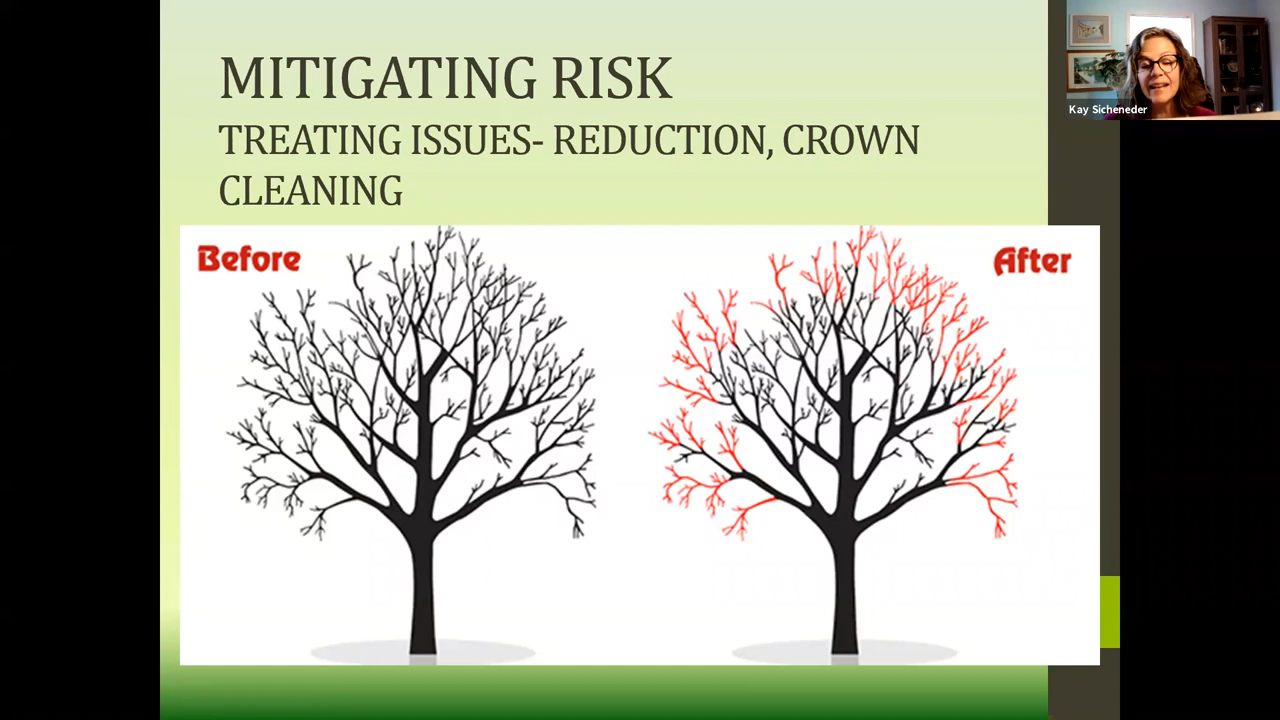 MITIGATING RISK
TREATING ISSUES- REDUCTION, CROWN
CLEANING
Before
After
Kay Sicheneder